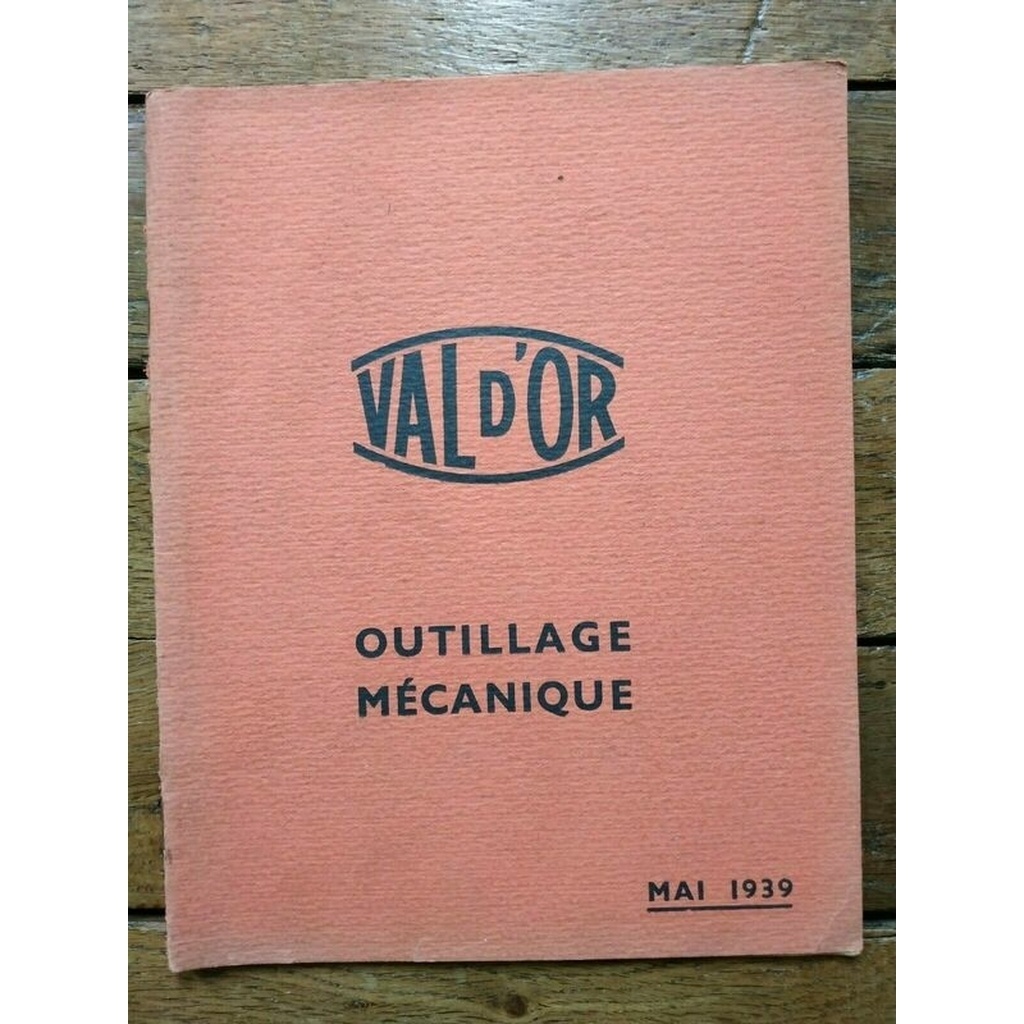 VAL D'OR
OUTILLAGE
MÉCANIQUE
MAI 1939